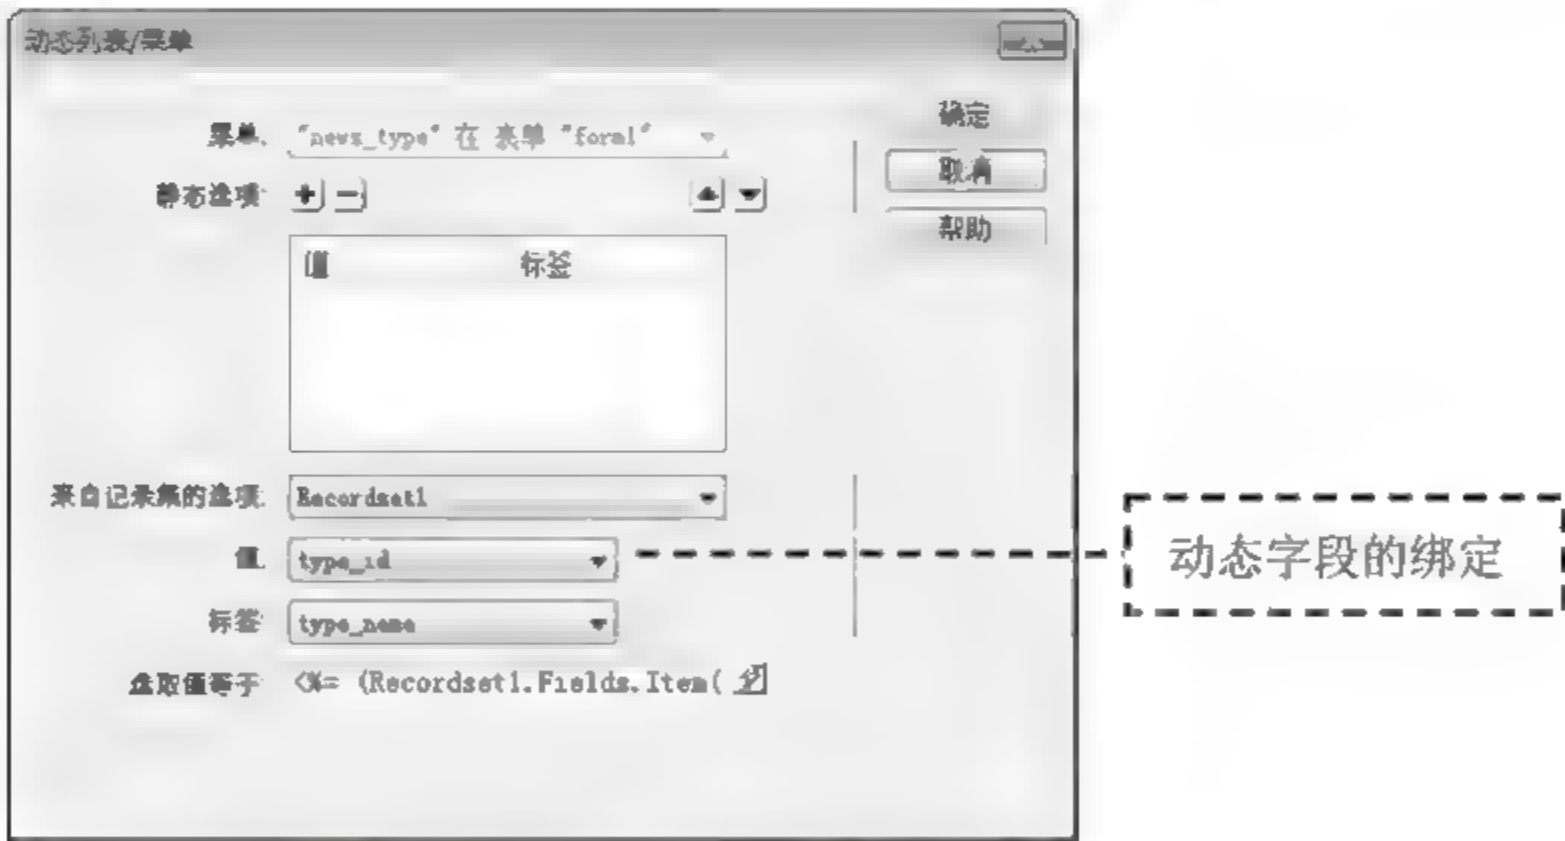 动态列表/菜单
菜单: "news_type" 在 表单 "form1"
确定
取消
帮助
静态选项:
值 标签
来自记录集的选项: Recordset1
值: type_id
动态字段的绑定
标签: type_name
选取值等于: <%= (Recordset1.Fields.Item(